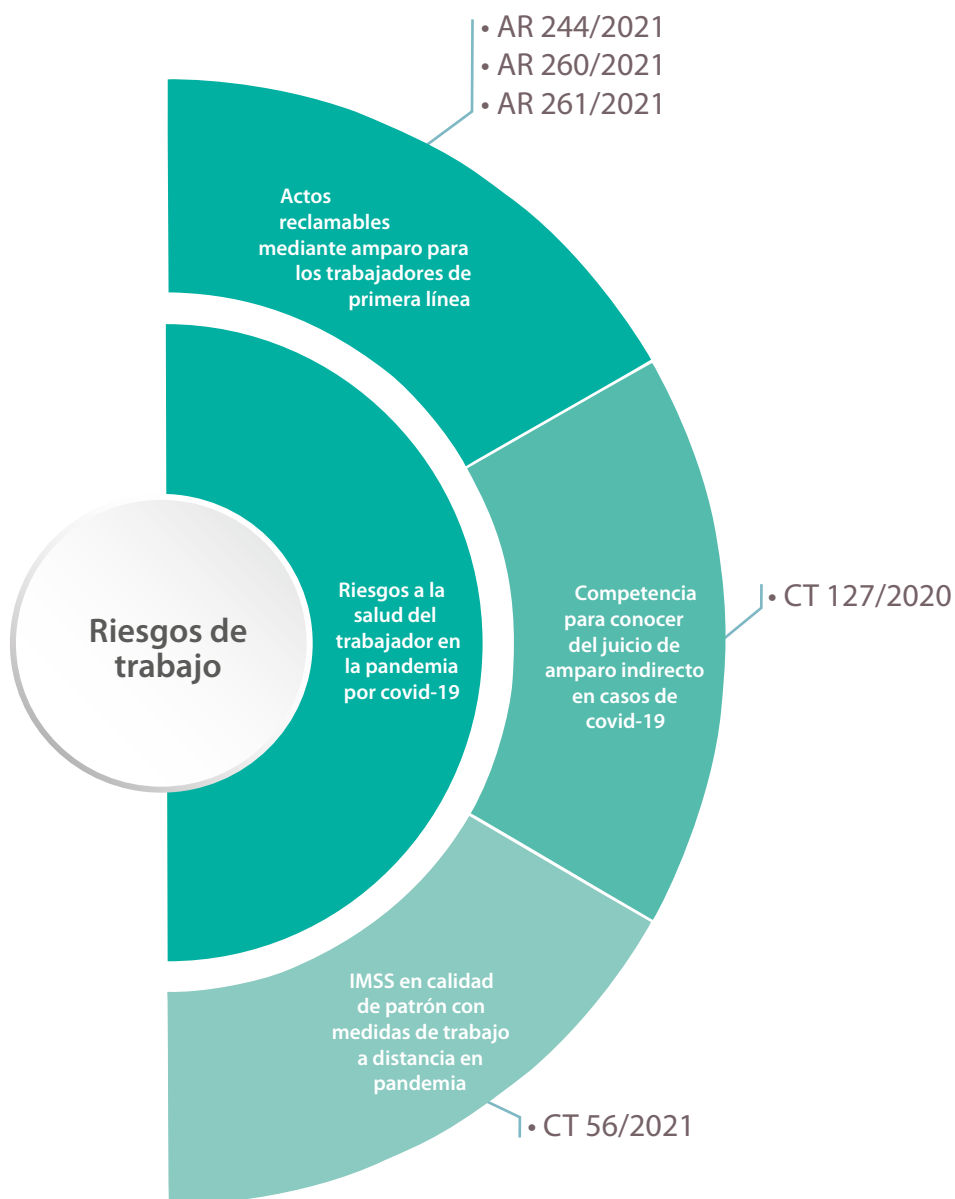 • AR 244/2021
• AR 260/2021
• AR 261/2021
Actos
reclamables
mediante amparo para
los trabajadores de
primera línea
Riesgos de
trabajo
Riesgos a la
salud del
trabajador en
la pandemia
por covid-19
Competencia
para conocer
del juicio de
amparo indirecto
en casos de
covid-19
• CT 127/2020
IMSS en calidad
de patrón con
medidas de trabajo
a distancia en
pandemia
• CT 56/2021